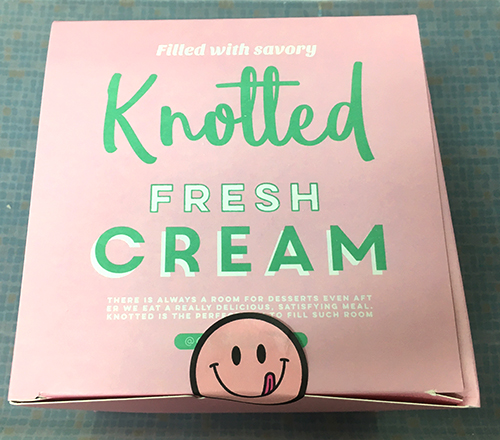 Filled with savory
Knotted
FRESH
CREAM
THERE IS ALWAYS A ROOM FOR DESSERTS EVEN AFT
ER WE EAT A REALLY DELICIOUS, SATISFYING MEAL.
KNOTTED IS THE TO FILL SUCH ROOM
@